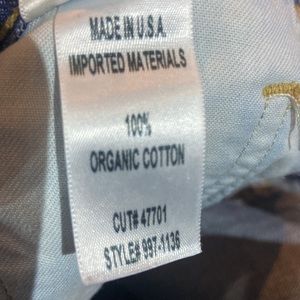 MADE IN U.S.A.
IMPORTED MATERIALS
100%
ORGANIC COTTON
CUT# 47701
STYLE# 997-1136